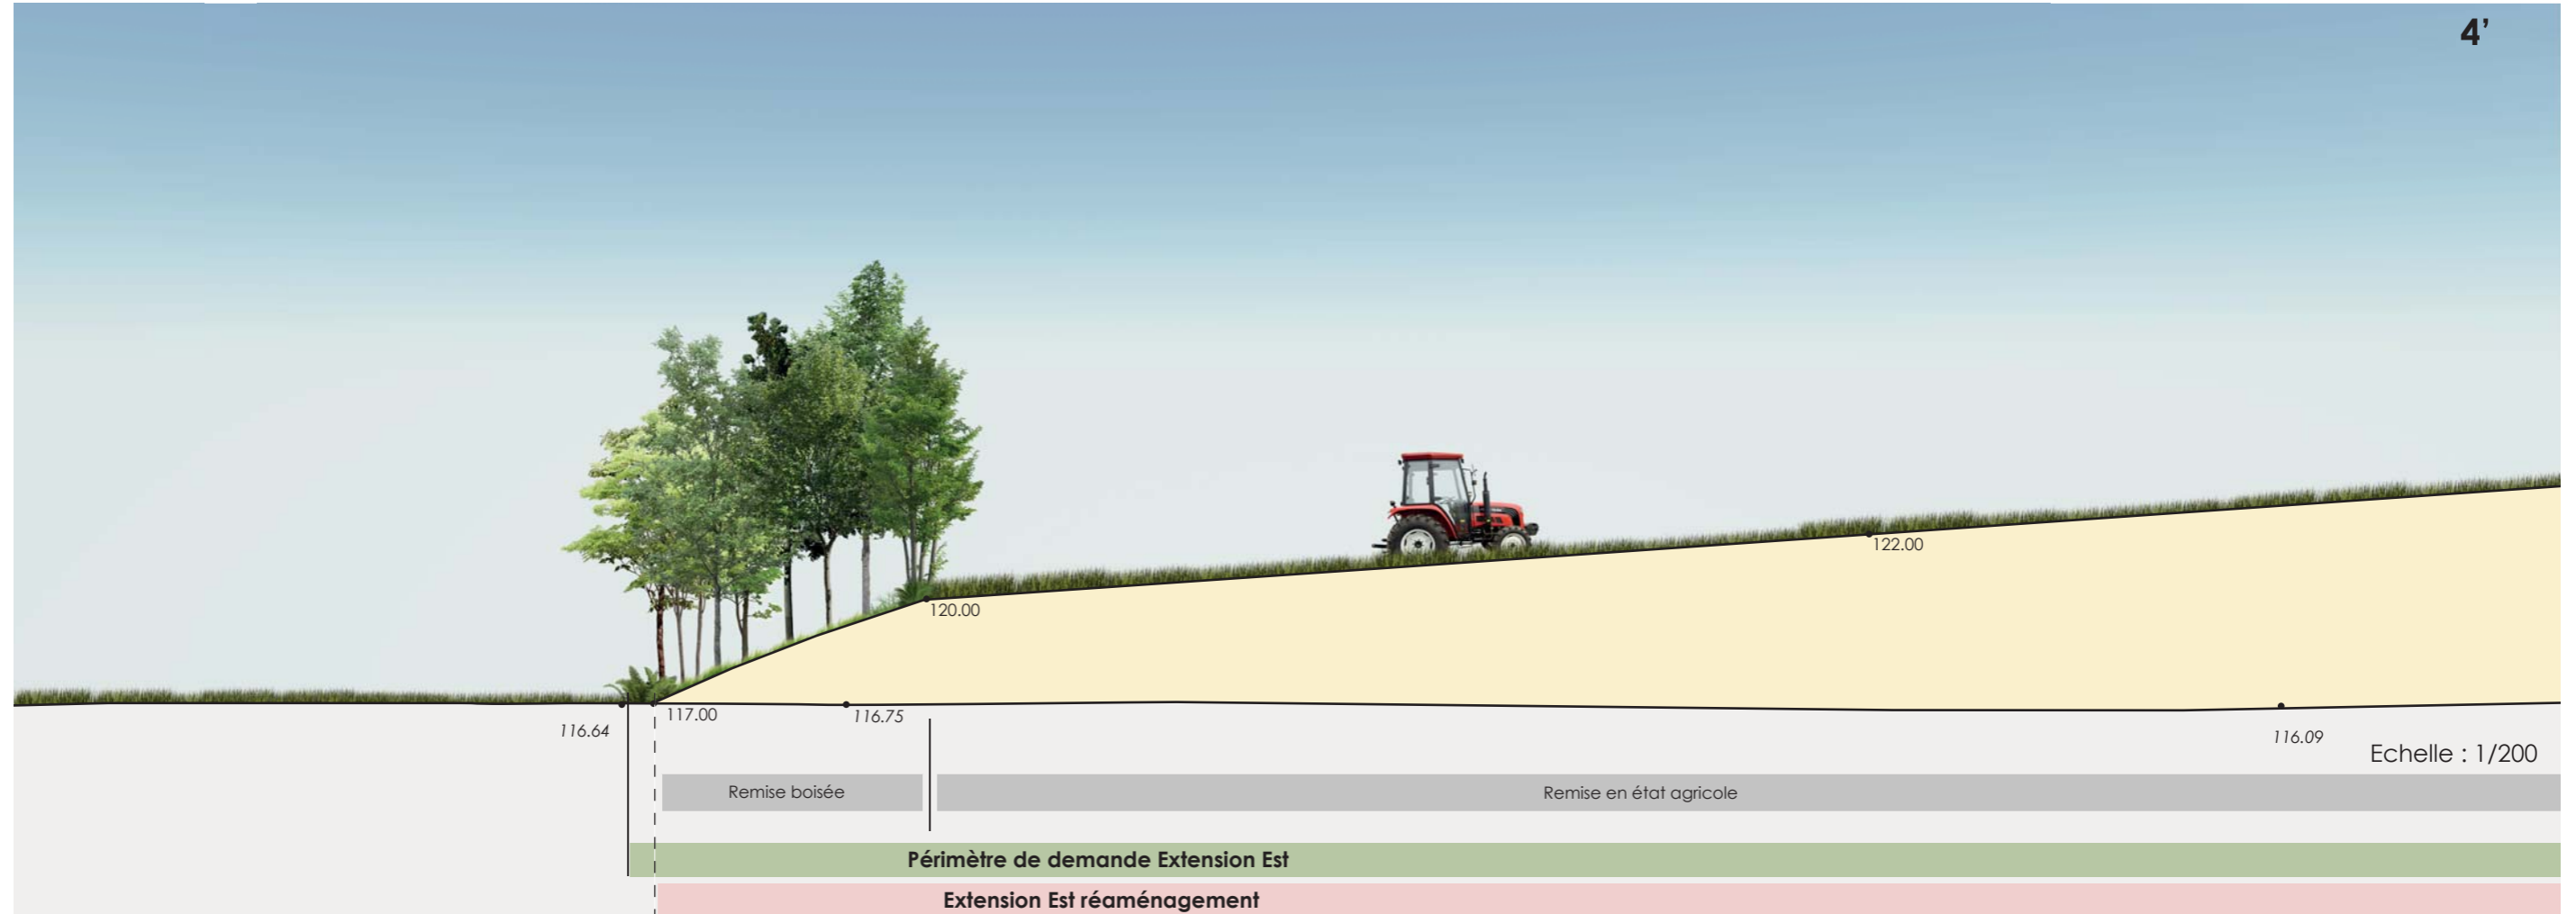 4’
122.00
120.00
117.00
116.75
116.64
116.09
Echelle : 1/200
Remise boisée
Remise en état agricole
Périmètre de demande Extension Est
Extension Est réaménagement